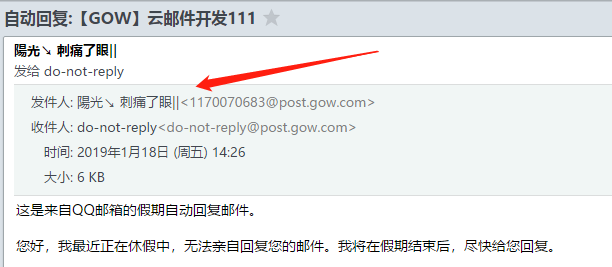 自动回复:【GOW】云邮件开发111
陽光↘ 刺痛了眼||
发给 do-not-reply
发件人: 陽光↘ 刺痛了眼||<1170070683@post.gow.com>
收件人: do-not-reply<do-not-reply@post.gow.com>
时间: 2019年1月18日 (周五) 14:26
大小: 6 KB
这是来自QQ邮箱的假期自动回复邮件。
您好，我最近正在休假中，无法亲自回复您的邮件。我将在假期结束后，尽快给您回复。